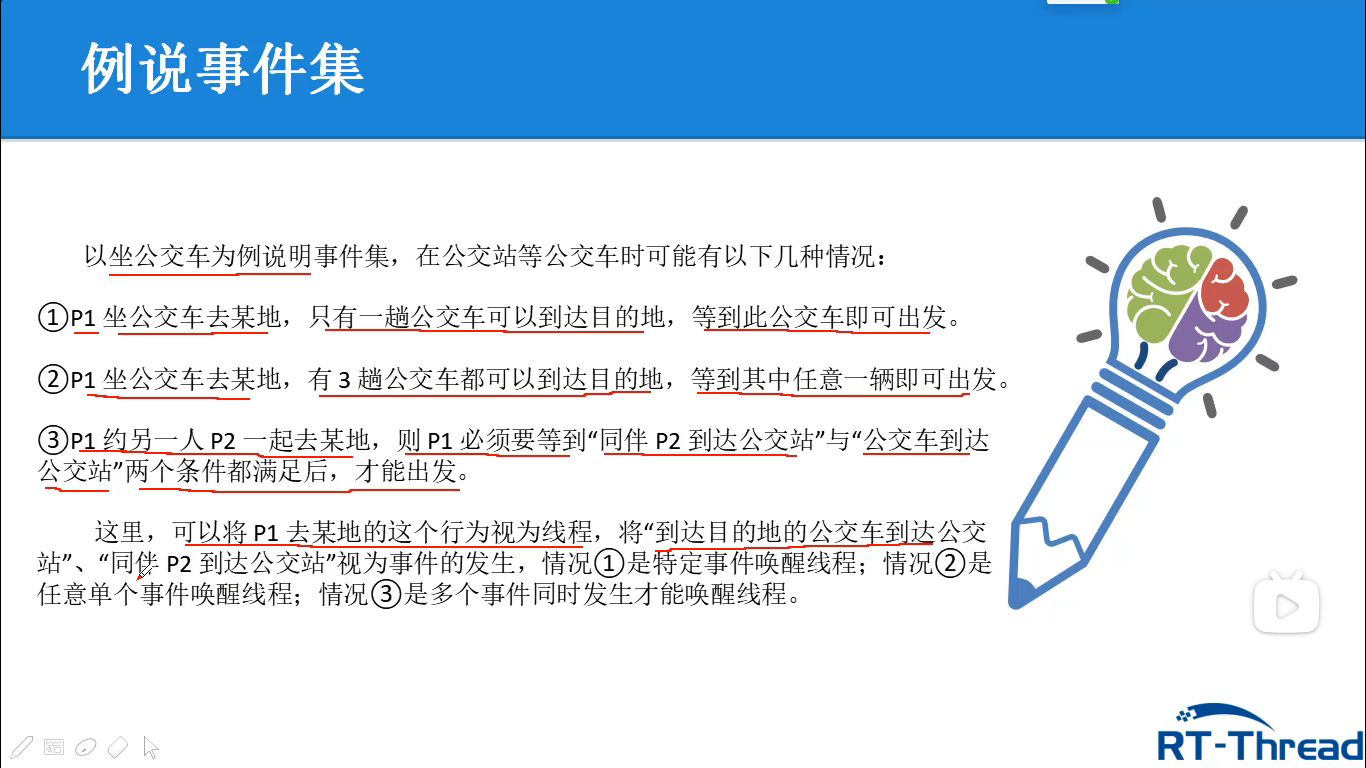 例说事件集
以坐公交车为例说明事件集，在公交站等公交车时可能有以下几种情况：
①P1 坐公交车去某地，只有一趟公交车可以到达目的地，等到此公交车即可出发。
②P1 坐公交车去某地，有 3 趟公交车都可以到达目的地，等到其中任意一辆即可出发。
③P1 约另一人 P2 一起去某地，则 P1 必须要等到“同伴 P2 到达公交站”与“公交车到达
公交站”两个条件都满足后，才能出发。
这里，可以将 P1 去某地的这个行为视为线程，将“到达目的地的公交车到达公交
站”、“同伴 P2 到达公交站”视为事件的发生，情况①是特定事件唤醒线程；情况②是
任意单个事件唤醒线程；情况③是多个事件同时发生才能唤醒线程。
RT-Thread